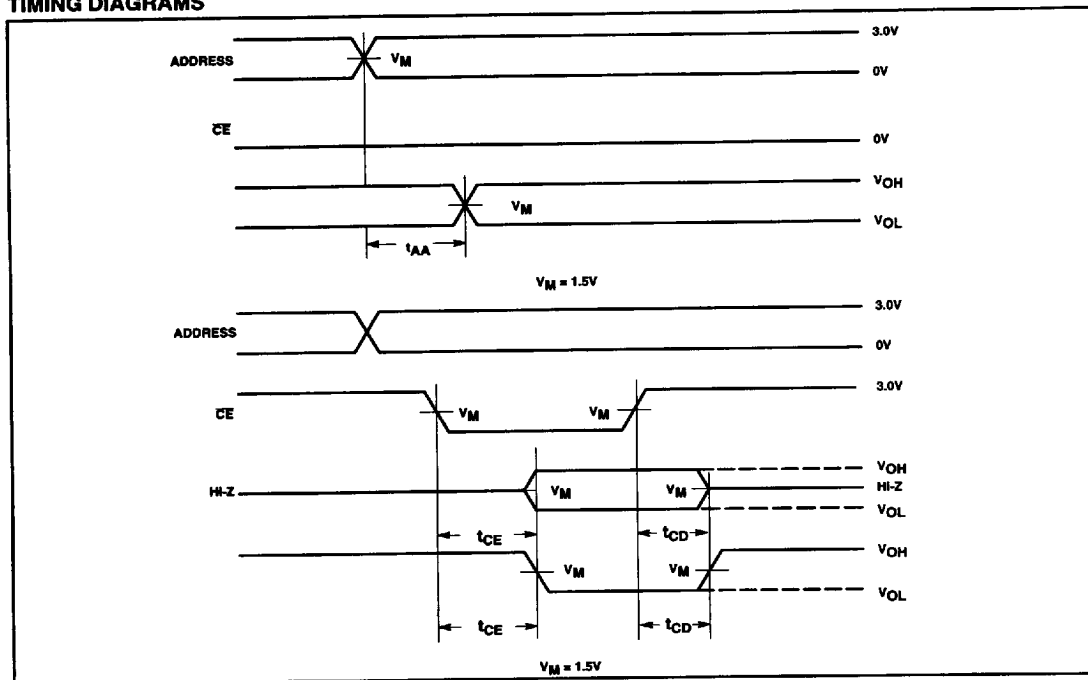 TIMING DIAGRAMS
ADDRESS
VM
3.0V
0V
CE
0V
VM
VOH
VOL
tAA
VM = 1.5V
ADDRESS
3.0V
0V
CE
VM
VM
3.0V
HI-Z
VM
VM
VOH
HI-Z
VOL
tCE
tCD
VM
VM
VOH
VOL
tCE
tCD
VM = 1.5V